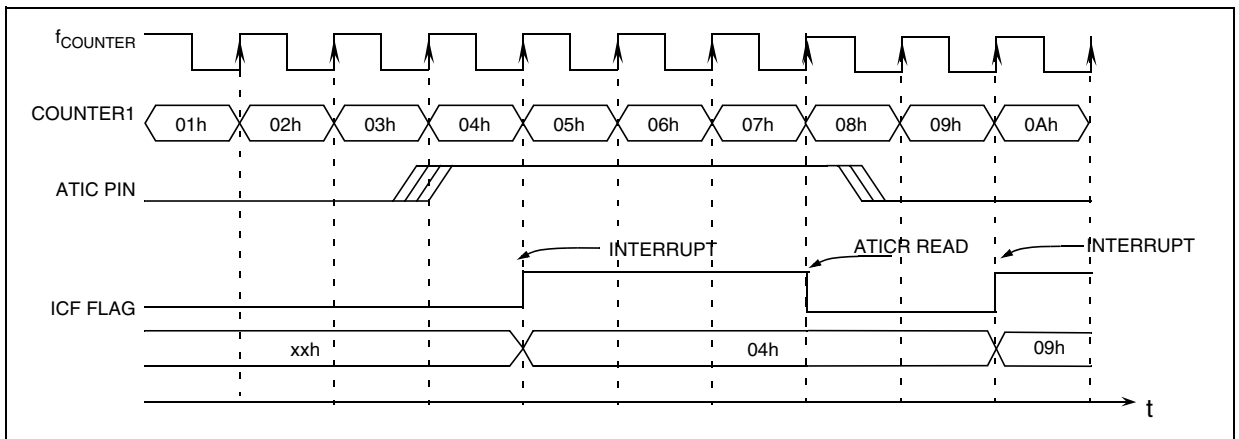 fCOUNTER
COUNTER1 01h 02h 03h 04h 05h 06h 07h 08h 09h 0Ah
ATIC PIN
INTERRUPT ATICR READ INTERRUPT
ICF FLAG
xxh 04h 09h
t